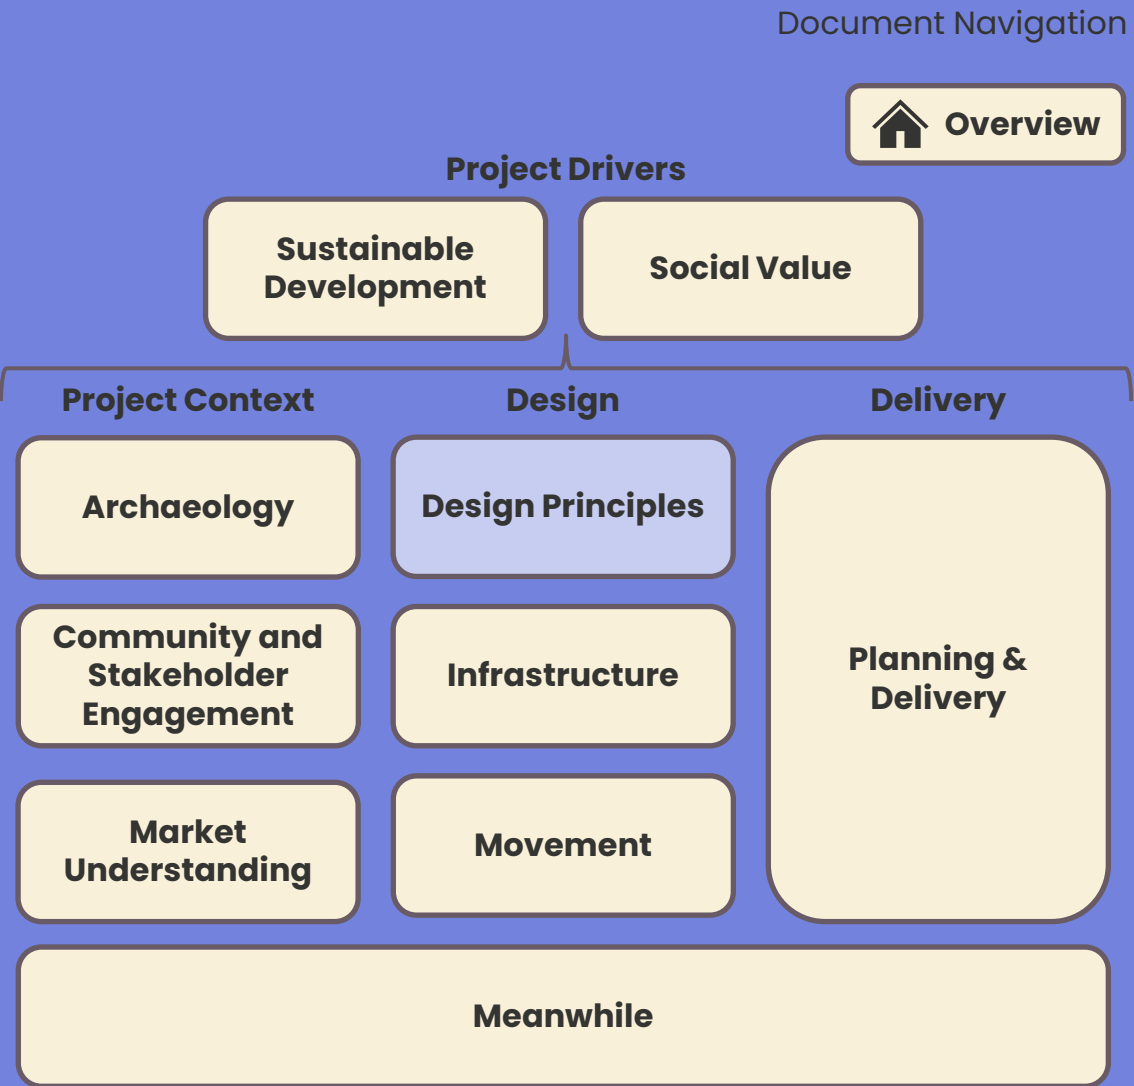 Document Navigation
Overview
Project Drivers
Sustainable
Development
Social Value
Project Context
Design
Delivery
Archaeology
Design Principles
Community and
Stakeholder
Engagement
Infrastructure
Planning &
Delivery
Market
Understanding
Movement
Meanwhile